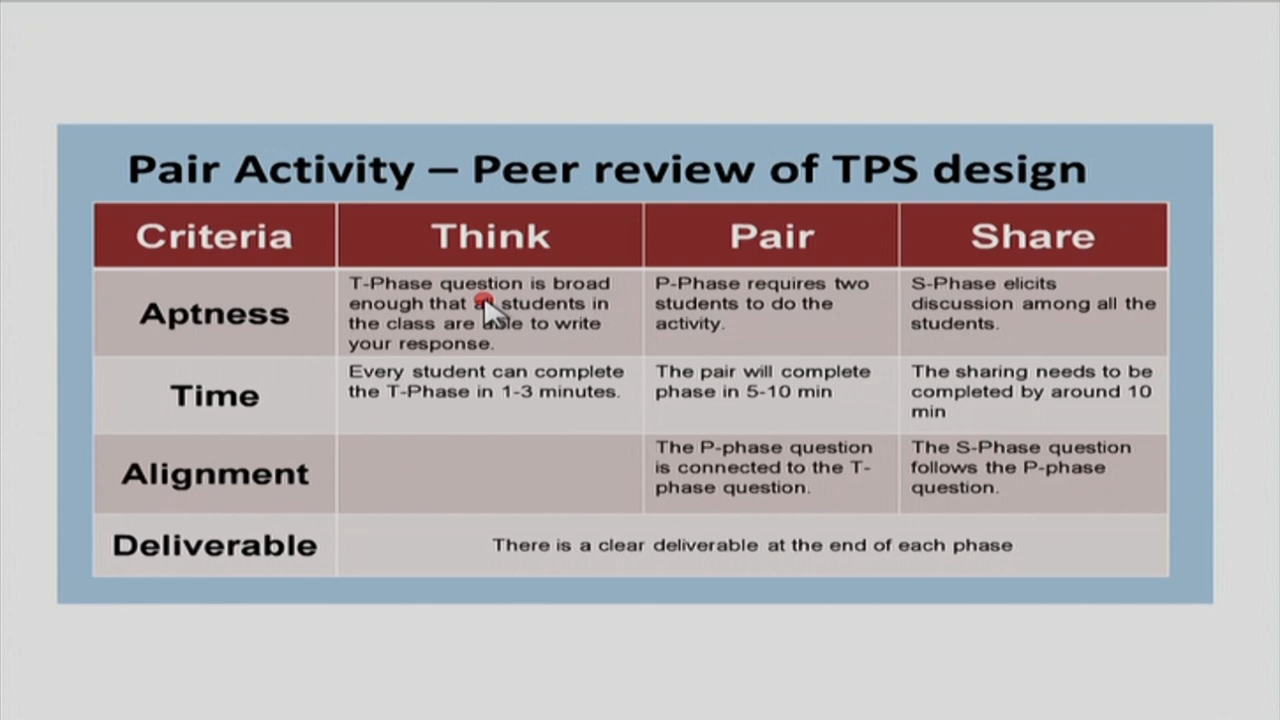 Pair Activity – Peer review of TPS design
Criteria
Think
Pair
Share
Aptness
T-Phase question is broad
enough that students in
the class are able to write
your response.
P-Phase requires two
students to do the
activity.
S-Phase elicits
discussion among all the
students.
Time
Every student can complete
the T-Phase in 1-3 minutes.
The pair will complete
phase in 5-10 min
The sharing needs to be
completed by around 10
min
Alignment
The P-phase question
is connected to the T-
phase question.
The S-Phase question
follows the P-phase
question.
Deliverable
There is a clear deliverable at the end of each phase